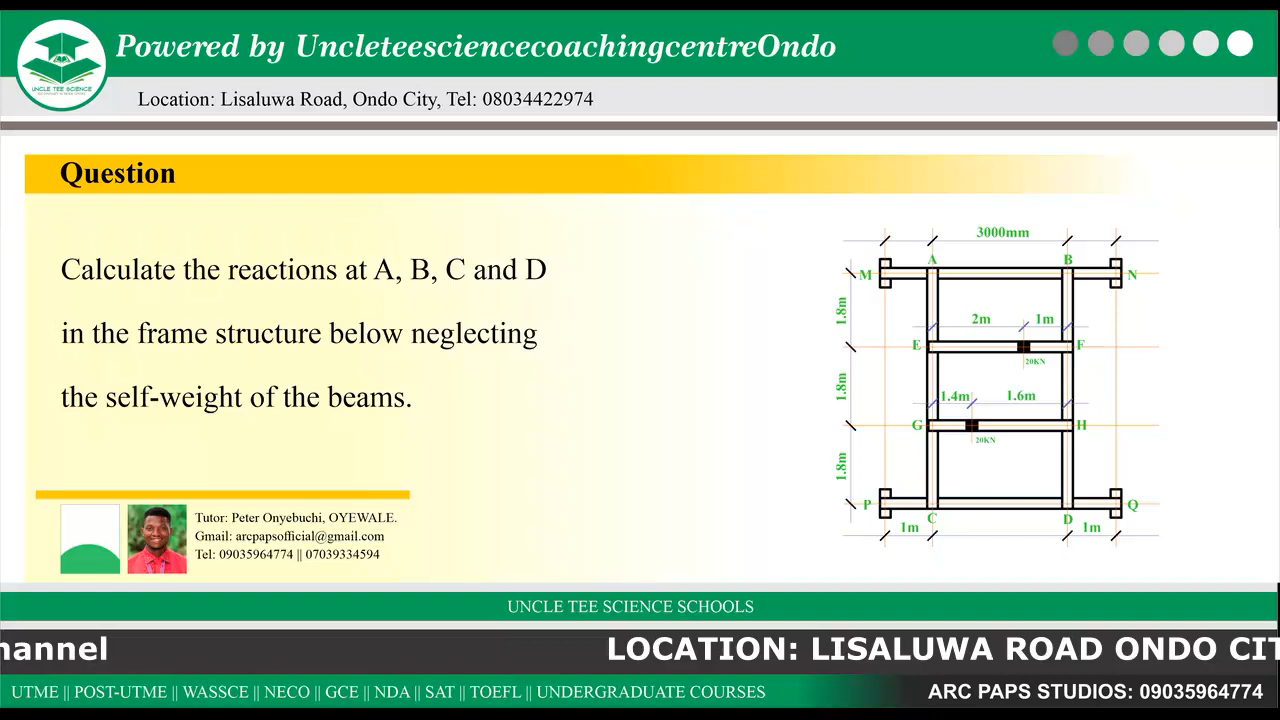 Powered by UncleteesciencecoachingcentreOndo
UNCLE TEE SCIENCE
Location: Lisaluwa Road, Ondo City, Tel: 08034422974
Question
Calculate the reactions at A, B, C and D
in the frame structure below neglecting
the self-weight of the beams.
3000mm
A
B
M
N
1.8m
2m
1m
E
F
20KN
1.8m
1.4m
1.6m
G
H
20KN
1.8m
P
Q
C
D
1m
1m
Tutor: Peter Onyebuchi, OYEWALE.
Gmail: arcpapsofficial@gmail.com
Tel: 09035964774 || 07039334594
UNCLE TEE SCIENCE SCHOOLS
hannel
LOCATION: LISALUWA ROAD ONDO CIT
UTME || POST-UTME || WASSCE || NECO || GCE || NDA || SAT || TOEFL || UNDERGRADUATE COURSES
ARC PAPS STUDIOS: 09035964774